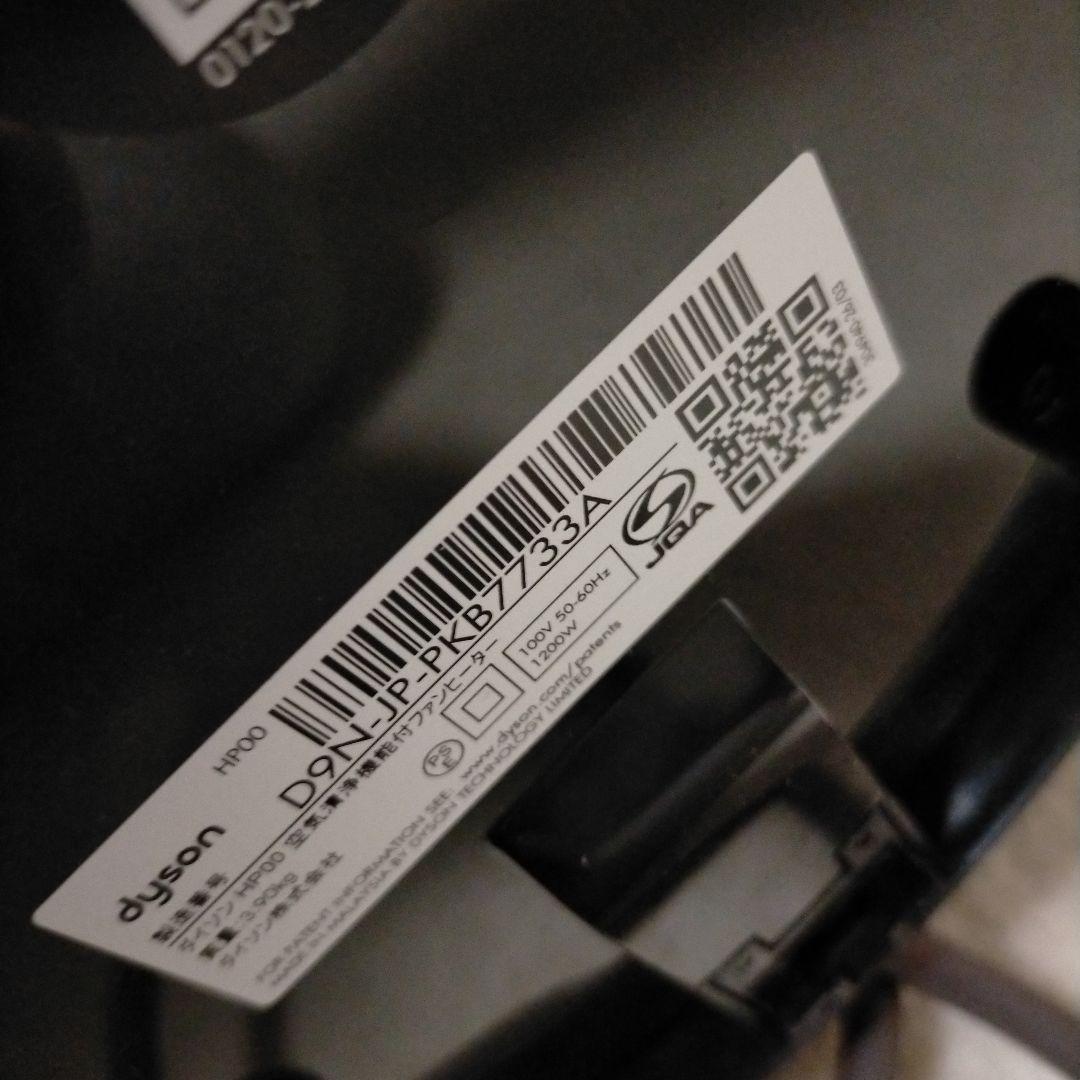 0120-
HP00
dyson
製造番号 D9N-JP-PKB7733A
ダイソン HP00 空気清浄機能付ファンヒーター
質量:3.90kg
ダイソン株式会社
PS
E
100V 50-60Hz
1200W
JQA
FOR PATENT INFORMATION SEE: www.dyson.com/patents
MADE IN MALAYSIA BY DYSON TECHNOLOGY LIMITED